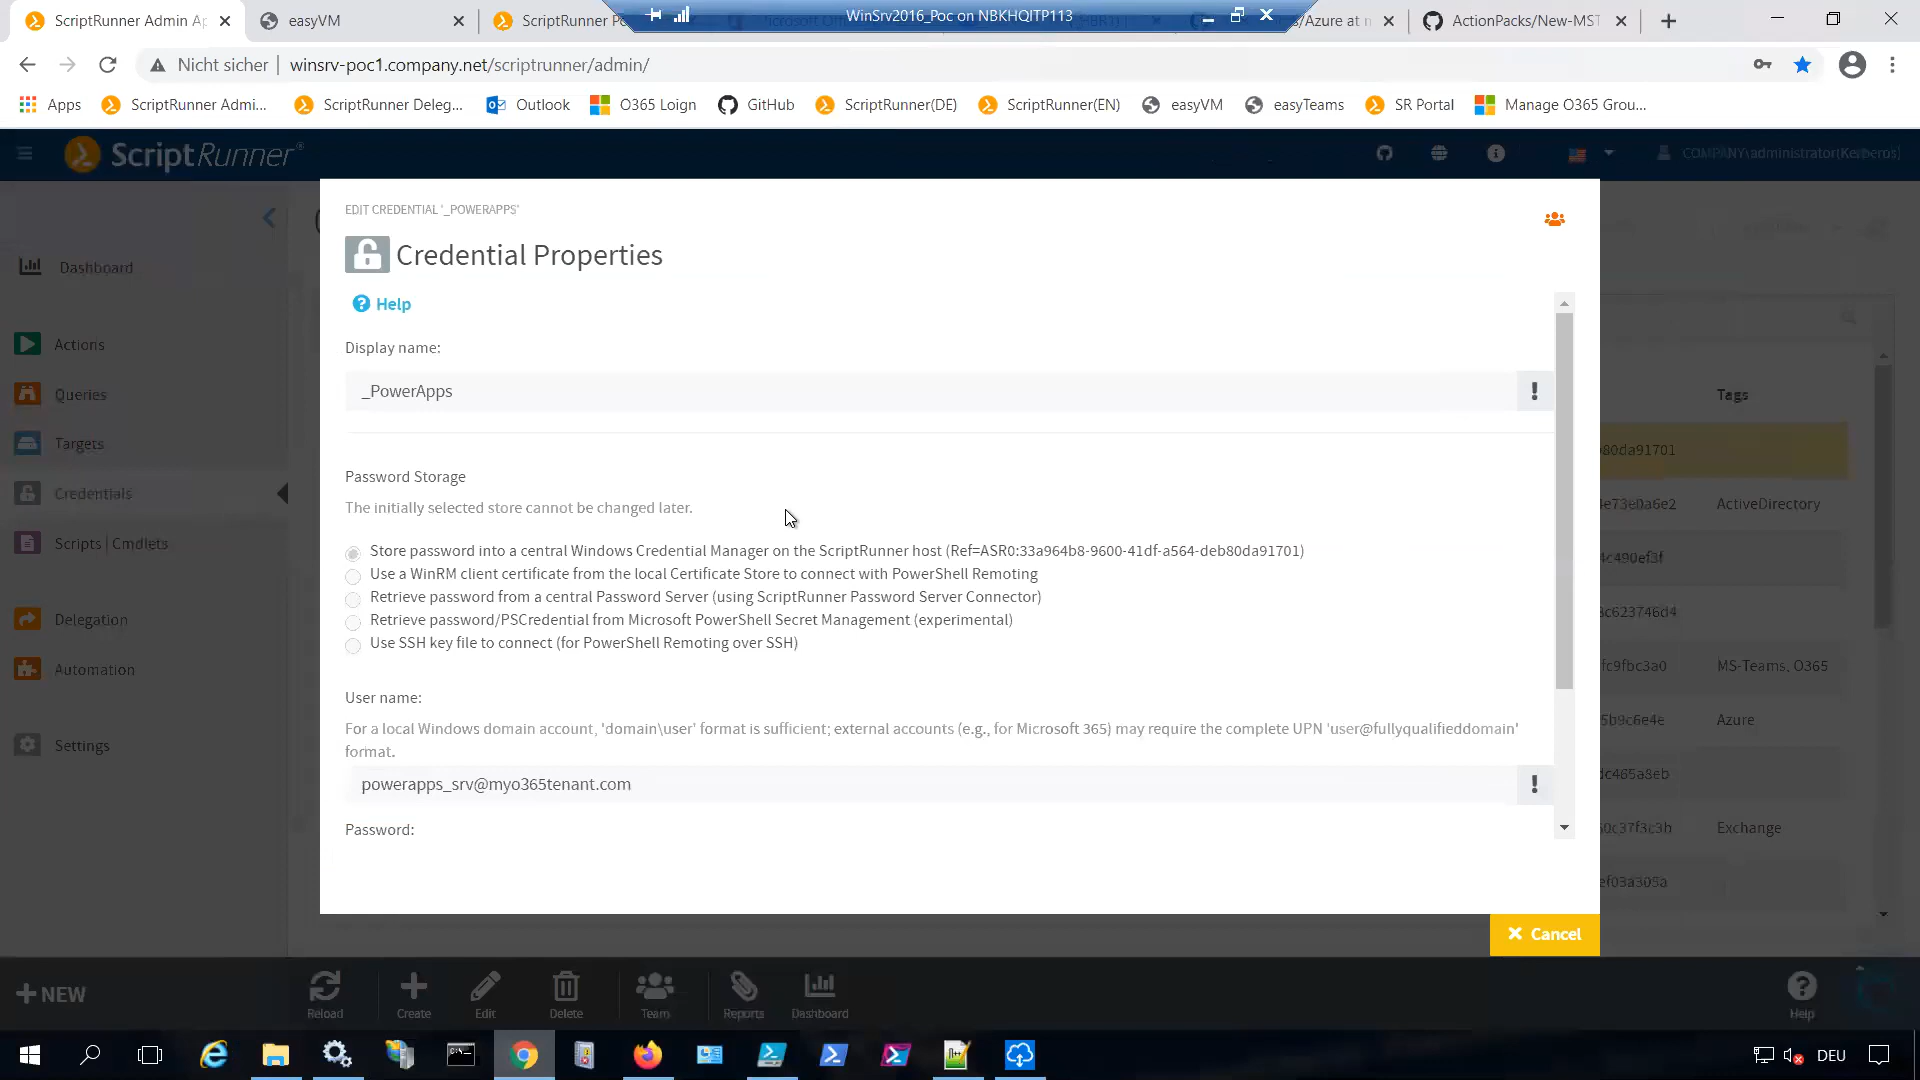 ScriptRunner Admin Ap
easyVM
ScriptRunner Po
WinSrv2016_Poc on NBKHQITP113
s/Azure at m
ActionPacks/New-MST
Nicht sicher
winsrv-poc1.company.net/scriptrunner/admin/
Apps
ScriptRunner Admi...
ScriptRunner Deleg...
Outlook
O365 Loign
GitHub
ScriptRunner(DE)
ScriptRunner(EN)
easyVM
easyTeams
SR Portal
Manage O365 Grou...
ScriptRunner®
COMPANY\administrator(Kerberos)
Dashboard
Actions
Queries
Targets
Credentials
Scripts | Cmdlets
Delegation
Automation
Settings
EDIT CREDENTIAL '_POWERAPPS'
Credential Properties
Help
Display name:
_PowerApps
Password Storage
The initially selected store cannot be changed later.
Store password into a central Windows Credential Manager on the ScriptRunner host (Ref=ASR0:33a964b8-9600-41df-a564-deb80da91701)
Use a WinRM client certificate from the local Certificate Store to connect with PowerShell Remoting
Retrieve password from a central Password Server (using ScriptRunner Password Server Connector)
Retrieve password/PSCredential from Microsoft PowerShell Secret Management (experimental)
Use SSH key file to connect (for PowerShell Remoting over SSH)
User name:
For a local Windows domain account, 'domain\user' format is sufficient; external accounts (e.g., for Microsoft 365) may require the complete UPN 'user@fullyqualifieddomain'
format.
powerapps_srv@myo365tenant.com
Password:
Tags
80da91701
ActiveDirectory
4c490ef3f
3c623746d4
fc9fbc3a0
MS-Teams, O365
5b9c6e4e
Azure
dc465a8eb
Exchange
ef03a305a
Cancel
+ NEW
Reload
Create
Edit
Delete
Team
Reports
Dashboard
Help
DEU